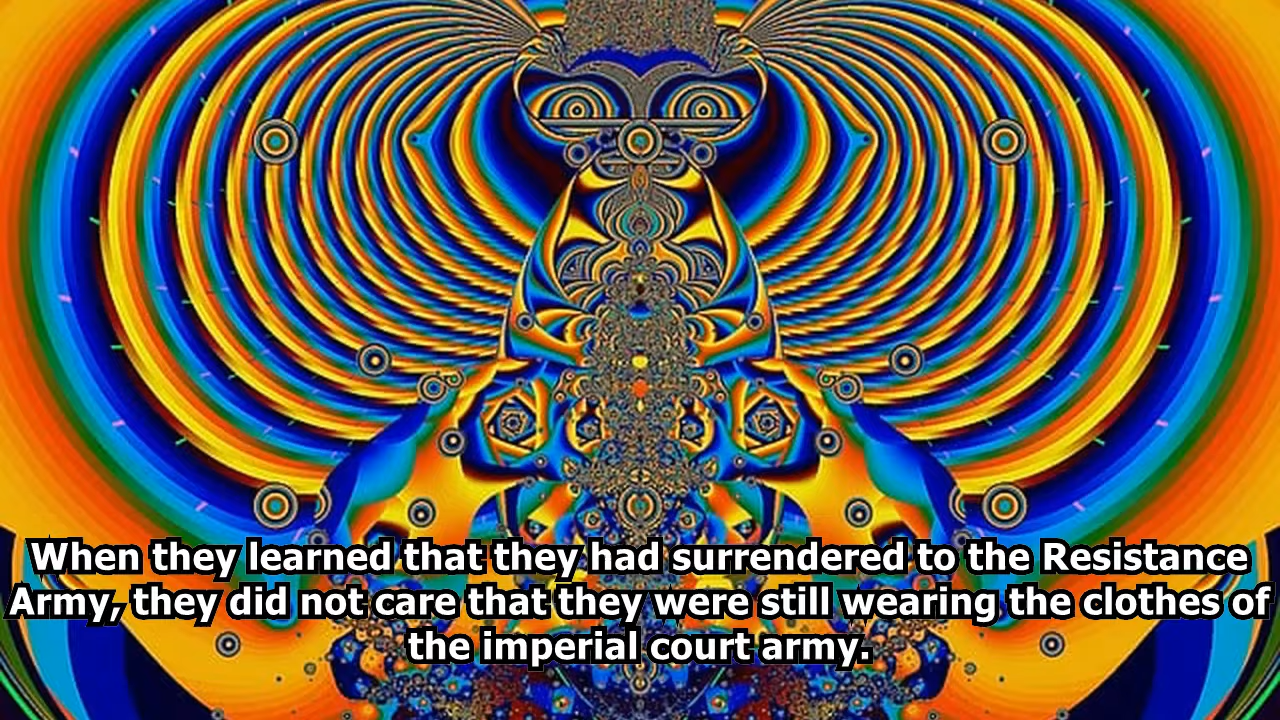 When they learned that they had surrendered to the Resistance
Army, they did not care that they were still wearing the clothes of
the imperial court army.